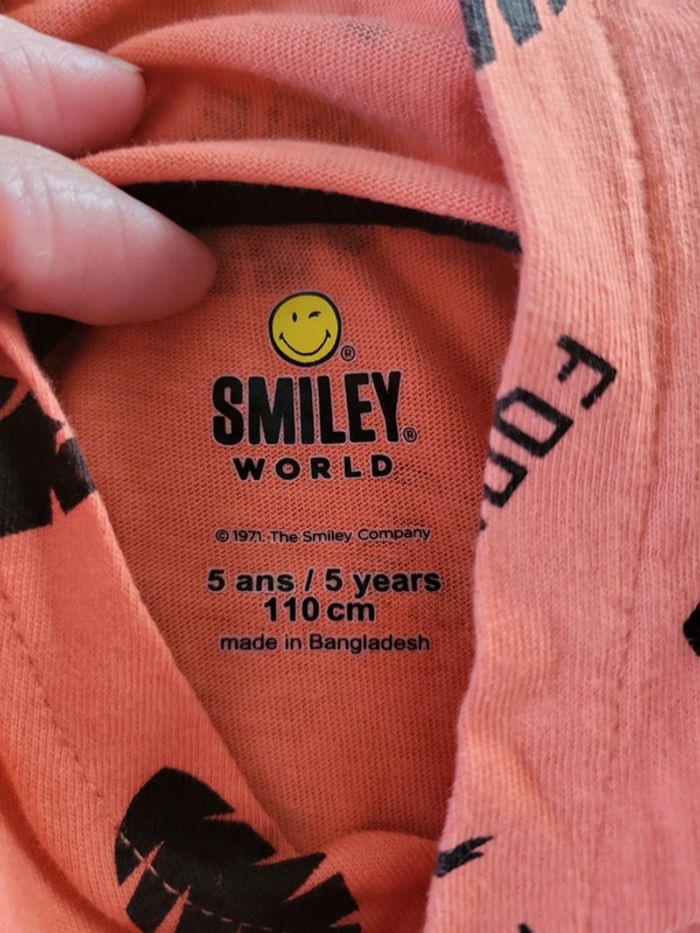 SMILEY®
WORLD
© 1971. The Smiley Company
5 ans / 5 years
110 cm
made in Bangladesh